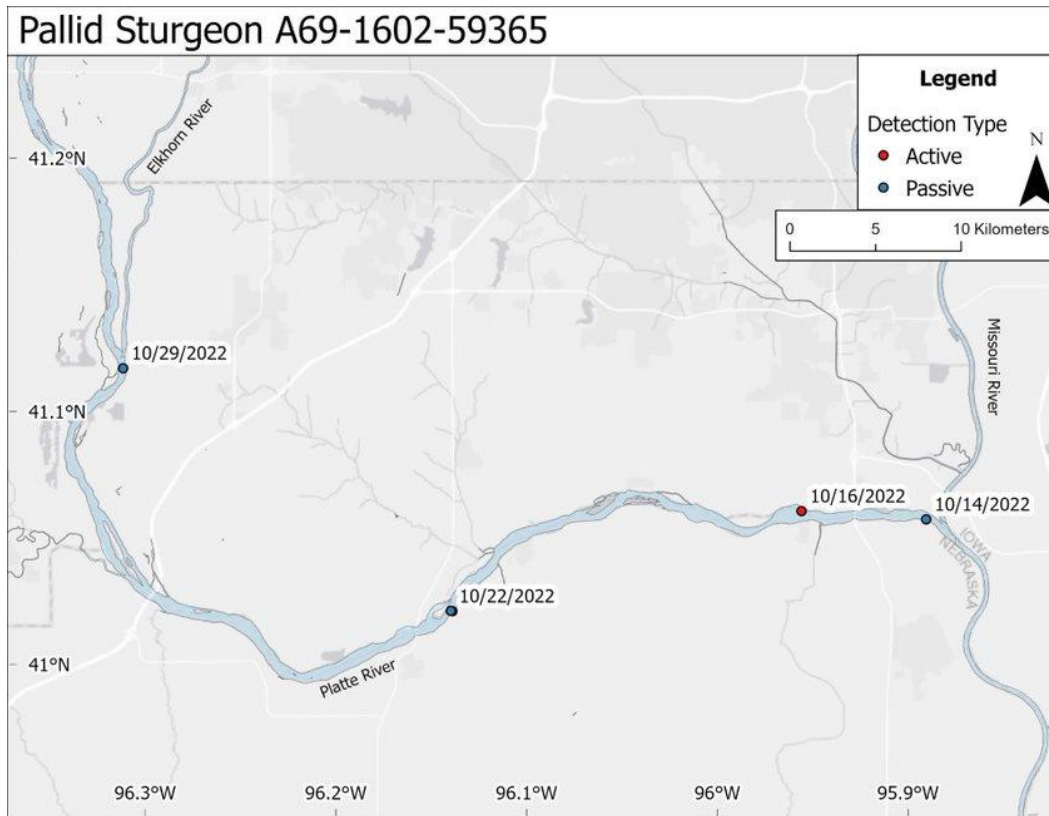 Pallid Sturgeon A69-1602-59365
Legend
Detection Type
Active
Passive
N
0 5 10 Kilometers
Elkhorn River
41.2°N
10/29/2022
Missouri River
41.1°N
10/16/2022
10/14/2022
IOWA
NEBRASKA
10/22/2022
41°N
Platte River
96.3°W 96.2°W 96.1°W 96°W 95.9°W